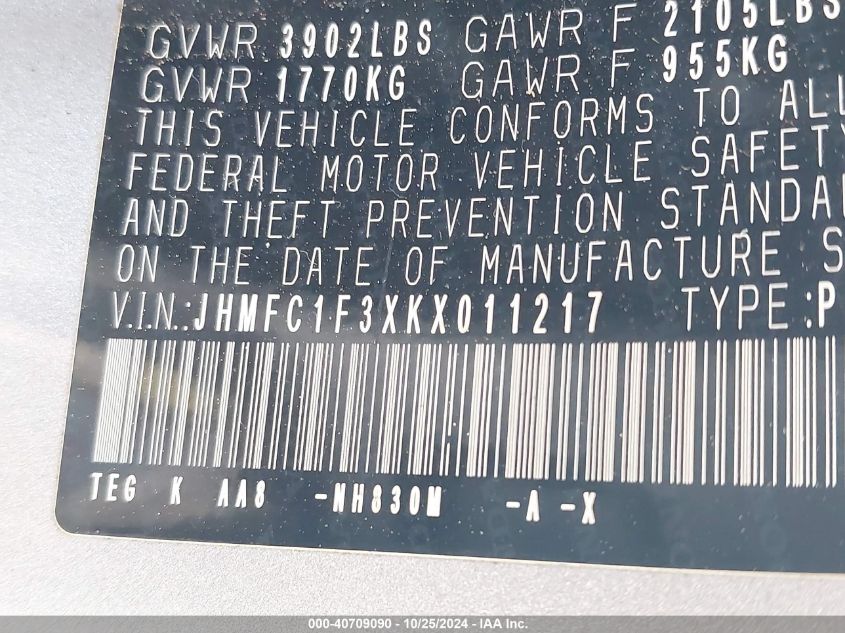 GVWR 3902LBS GAWR F 2105LBS
GVWR 1770KG GAWR F 955KG
THIS VEHICLE CONFORMS TO ALL
FEDERAL MOTOR VEHICLE SAFETY
AND THEFT PREVENTION STANDA
ON THE DATE OF MANUFACTURE S
V.I.N.:JHMFC1F3XKX011217 TYPE:P
TEG K AA8 -NH830M -A -X
000-40709090 - 10/25/2024 - IAA Inc.